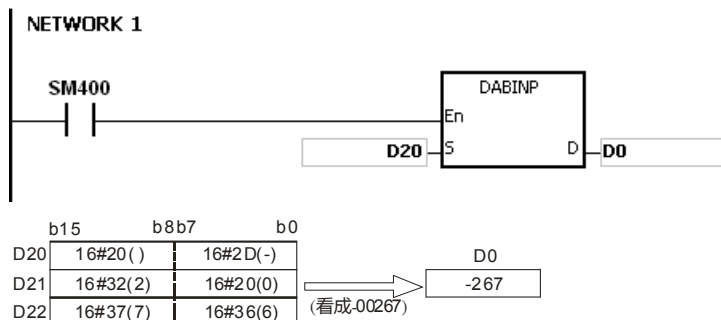 NETWORK 1
SM400
DABINP
En
D20 S D D0
b15 b8 b7 b0
D20 16#20( ) 16#2D(-) D0
D21 16#32(2) 16#20(0) -267
(看成-00267)
D22 16#37(7) 16#36(6)